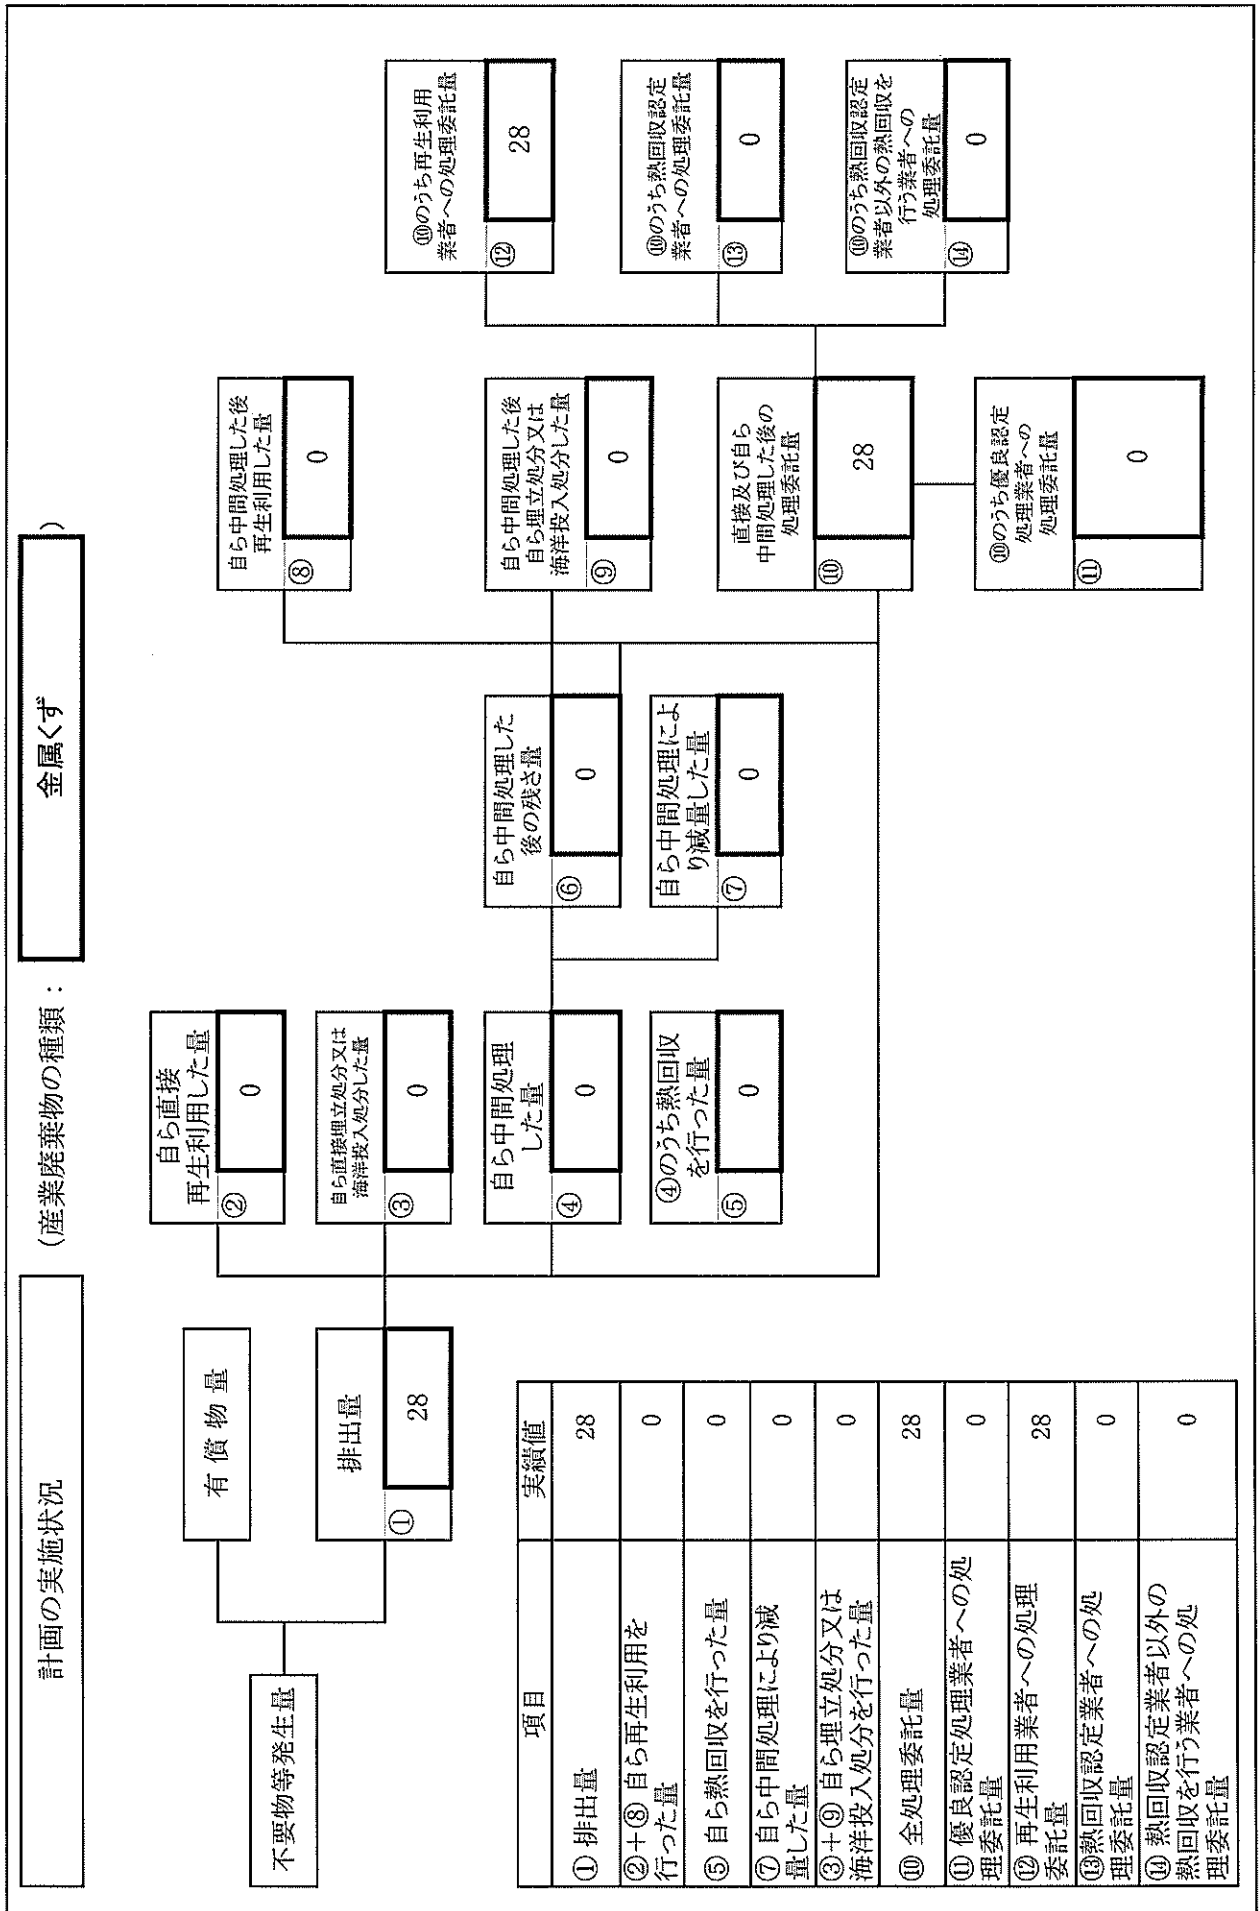 計画の実施状況
（産業廃棄物の種類：
金属くず
）
不要物等発生量
有 償 物 量
排出量
①
28
自ら直接
再生利用した量
②
0
自ら直接埋立処分又は
海洋投入処分した量
③
0
自ら中間処理
した量
④
0
④のうち熱回収
を行った量
⑤
0
自ら中間処理した
後の残さ量
⑥
0
自ら中間処理によ
り減量した量
⑦
0
自ら中間処理した後
再生利用した量
⑧
0
自ら中間処理した後
自ら埋立処分又は
海洋投入処分した量
⑨
0
直接及び自ら
中間処理した後の
処理委託量
⑩
28
⑩のうち優良認定
処理業者への
処理委託量
⑪
0
⑩のうち再生利用
業者への処理委託量
⑫
28
⑩のうち熱回収認定
業者への処理委託量
⑬
0
⑩のうち熱回収認定
業者以外の熱回収を
行う業者への
処理委託量
⑭
0
項目 実績値
① 排出量 28
②＋⑧ 自ら再生利用を
行った量 0
⑤ 自ら熱回収を行った量 0
⑦ 自ら中間処理により減
量した量 0
③＋⑨ 自ら埋立処分又は
海洋投入処分を行った量 0
⑩ 全処理委託量 28
⑪ 優良認定処理業者への処
理委託量 0
⑫ 再生利用業者への処理
委託量 28
⑬熱回収認定業者への処
理委託量 0
⑭ 熱回収認定業者以外の
熱回収を行う業者への処
理委託量 0